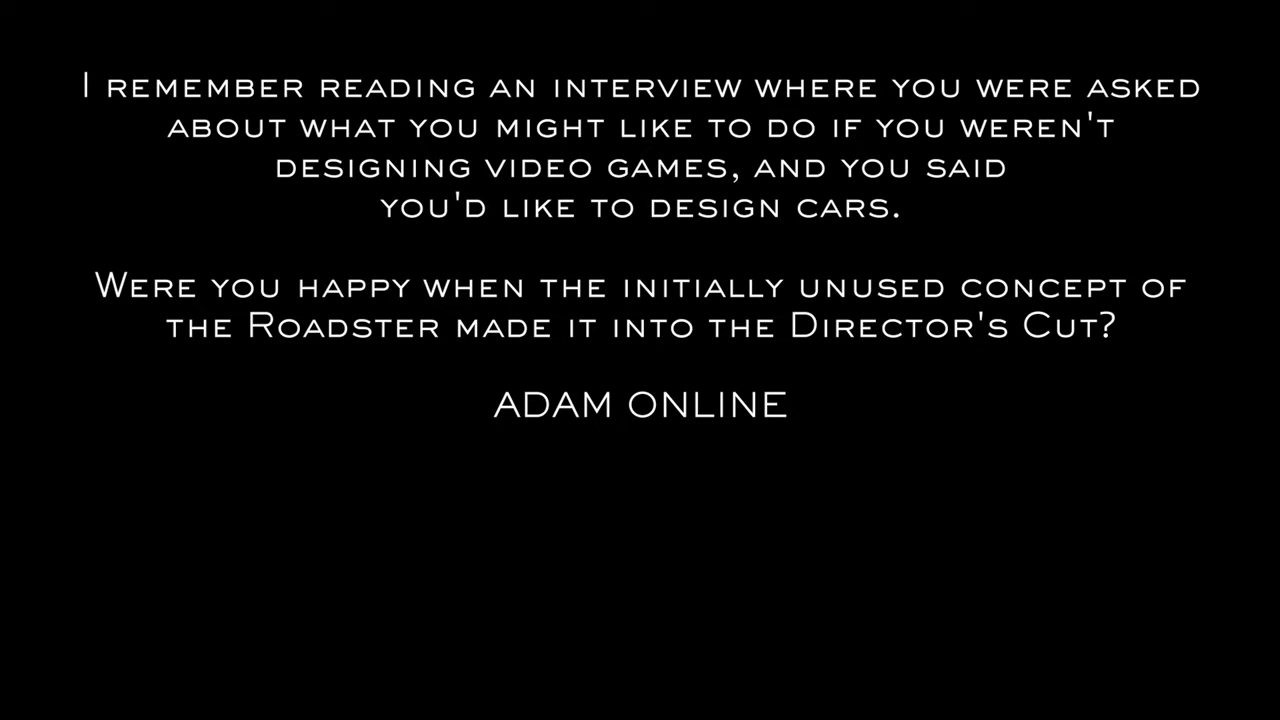 I REMEMBER READING AN INTERVIEW WHERE YOU WERE ASKED
ABOUT WHAT YOU MIGHT LIKE TO DO IF YOU WEREN'T
DESIGNING VIDEO GAMES, AND YOU SAID
YOU'D LIKE TO DESIGN CARS.
WERE YOU HAPPY WHEN THE INITIALLY UNUSED CONCEPT OF
THE ROADSTER MADE IT INTO THE DIRECTOR'S CUT?
ADAM ONLINE